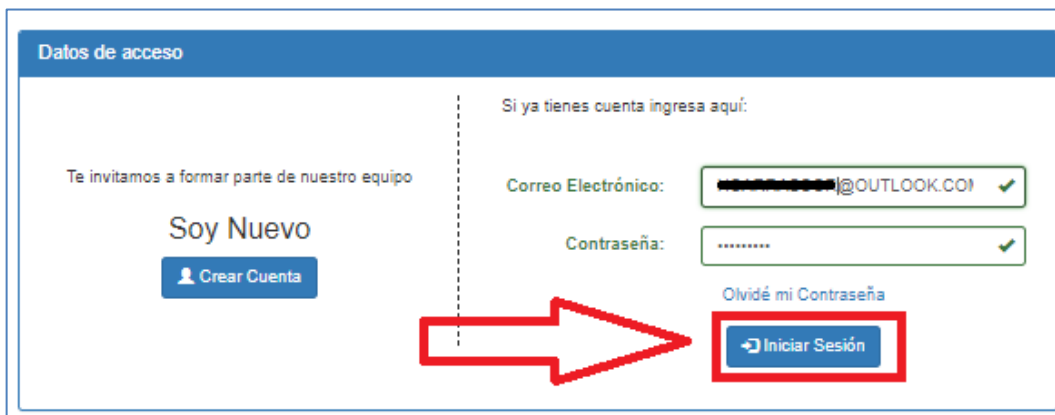 Datos de acceso
Te invitamos a formar parte de nuestro equipo
Soy Nuevo
Crear Cuenta
Si ya tienes cuenta ingresa aquí:
Correo Electrónico: @OUTLOOK.COM
Contraseña: .........
Olvidé mi Contraseña
Iniciar Sesión